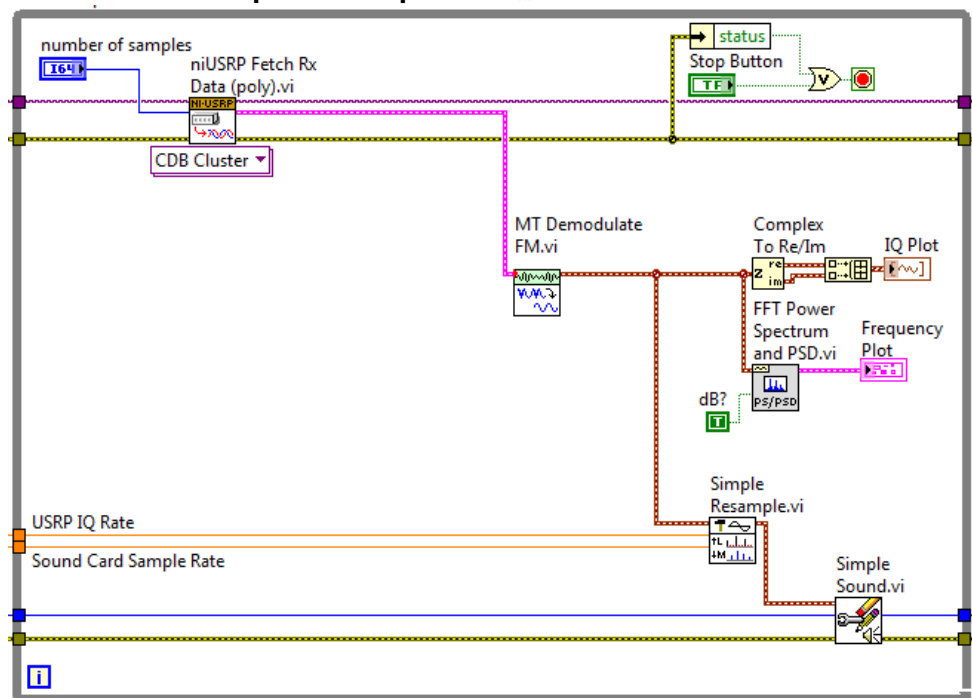 number of samples
I64
niUSRP Fetch Rx
Data (poly).vi
NI-USRP
CDB Cluster
status
Stop Button
TF
V
MT Demodulate
FM.vi
Complex
To Re/Im
re
z
im
IQ Plot
FFT Power
Spectrum
and PSD.vi
PS/PSD
Frequency
Plot
dB?
T
Simple
Resample.vi
↑L
↓M
USRP IQ Rate
Sound Card Sample Rate
Simple
Sound.vi
i